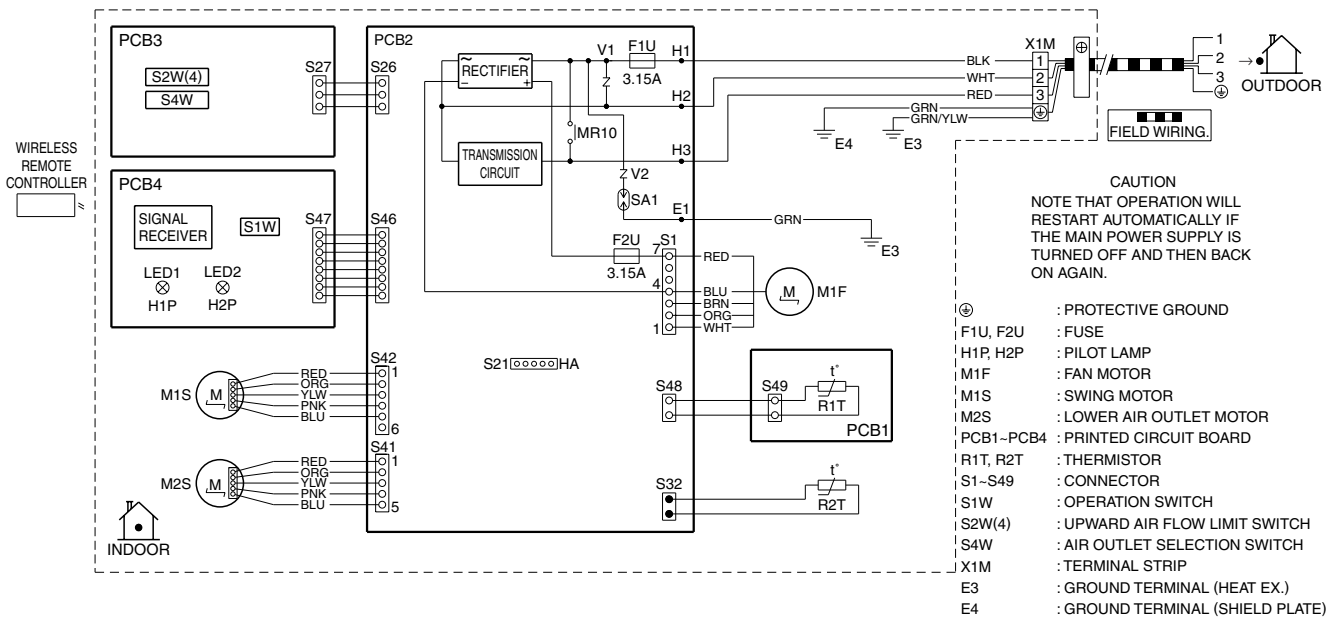 PCB3
S2W(4)
S4W
S27
S26
PCB2
RECTIFIER
~ ~
− +
V1
F1U
3.15A
H1
H2
H3
MR10
TRANSMISSION
CIRCUIT
V2
SA1
E1
GRN
E3
BLK
WHT
RED
GRN
GRN/YLW
E4
E3
X1M
1
2
3
1
2
3
OUTDOOR
FIELD WIRING.
WIRELESS
REMOTE
CONTROLLER
PCB4
SIGNAL
RECEIVER
S1W
LED1
LED2
H1P
H2P
S47
S46
F2U
3.15A
S1
7
4
1
RED
BLU
BRN
ORG
WHT
M
M1F
S21
HA
S42
1
6
M1S
M
RED
ORG
YLW
PNK
BLU
S41
1
5
M2S
M
RED
ORG
YLW
PNK
BLU
S48
S49
t°
R1T
PCB1
S32
t°
R2T
INDOOR
CAUTION
NOTE THAT OPERATION WILL
RESTART AUTOMATICALLY IF
THE MAIN POWER SUPPLY IS
TURNED OFF AND THEN BACK
ON AGAIN.
: PROTECTIVE GROUND
F1U, F2U : FUSE
H1P, H2P : PILOT LAMP
M1F : FAN MOTOR
M1S : SWING MOTOR
M2S : LOWER AIR OUTLET MOTOR
PCB1~PCB4 : PRINTED CIRCUIT BOARD
R1T, R2T : THERMISTOR
S1~S49 : CONNECTOR
S1W : OPERATION SWITCH
S2W(4) : UPWARD AIR FLOW LIMIT SWITCH
S4W : AIR OUTLET SELECTION SWITCH
X1M : TERMINAL STRIP
E3 : GROUND TERMINAL (HEAT EX.)
E4 : GROUND TERMINAL (SHIELD PLATE)